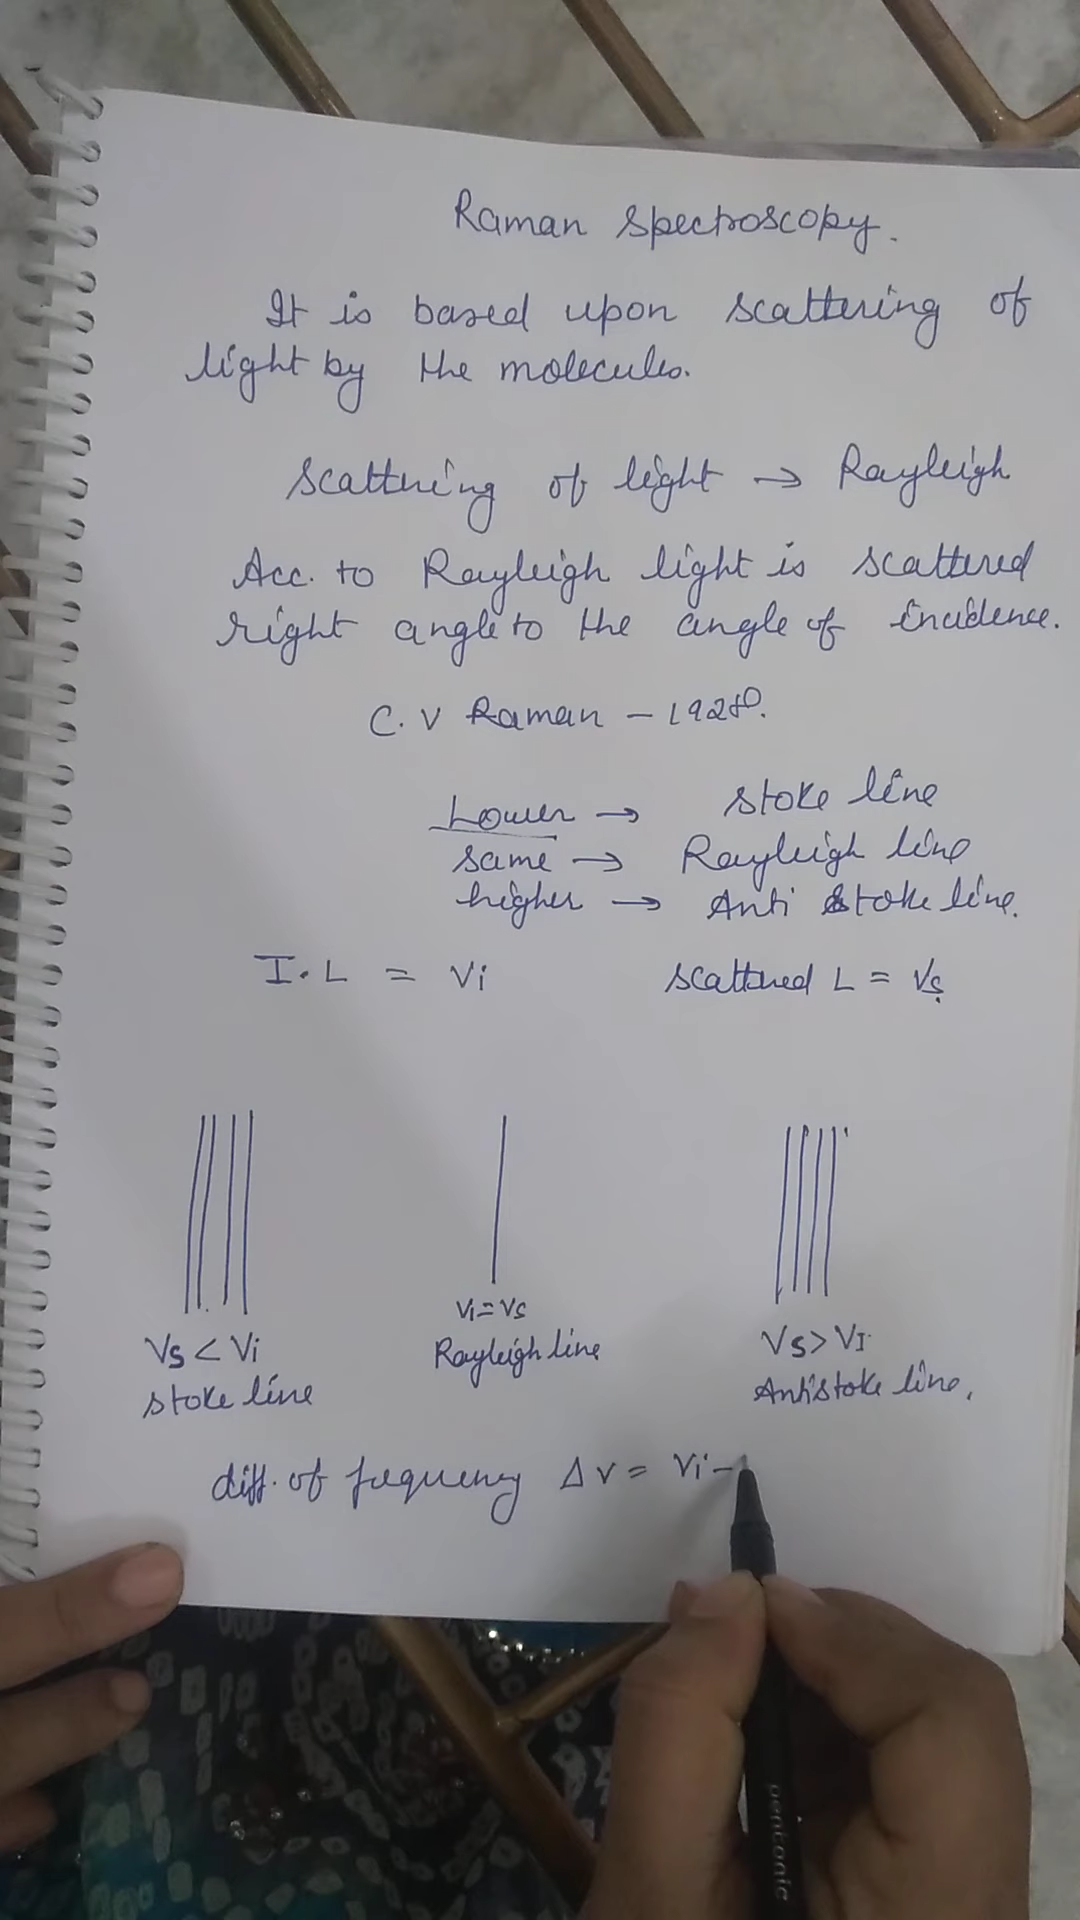 Raman Spectroscopy.
It is based upon scattering of
light by the molecules.
Scattering of light → Rayleigh
Acc. to Rayleigh light is scattered
right angle to the angle of incidence.
C.V Raman - 1928.
Lower → stoke line
same → Rayleigh line
higher → Anti stoke line.
I.L = Vi scattered L = Vs
Vs < Vi Vi = Vs Vs > VI
stoke line Rayleigh line Antistoke line.
diff. of frequency Δv = Vi -
pentonic